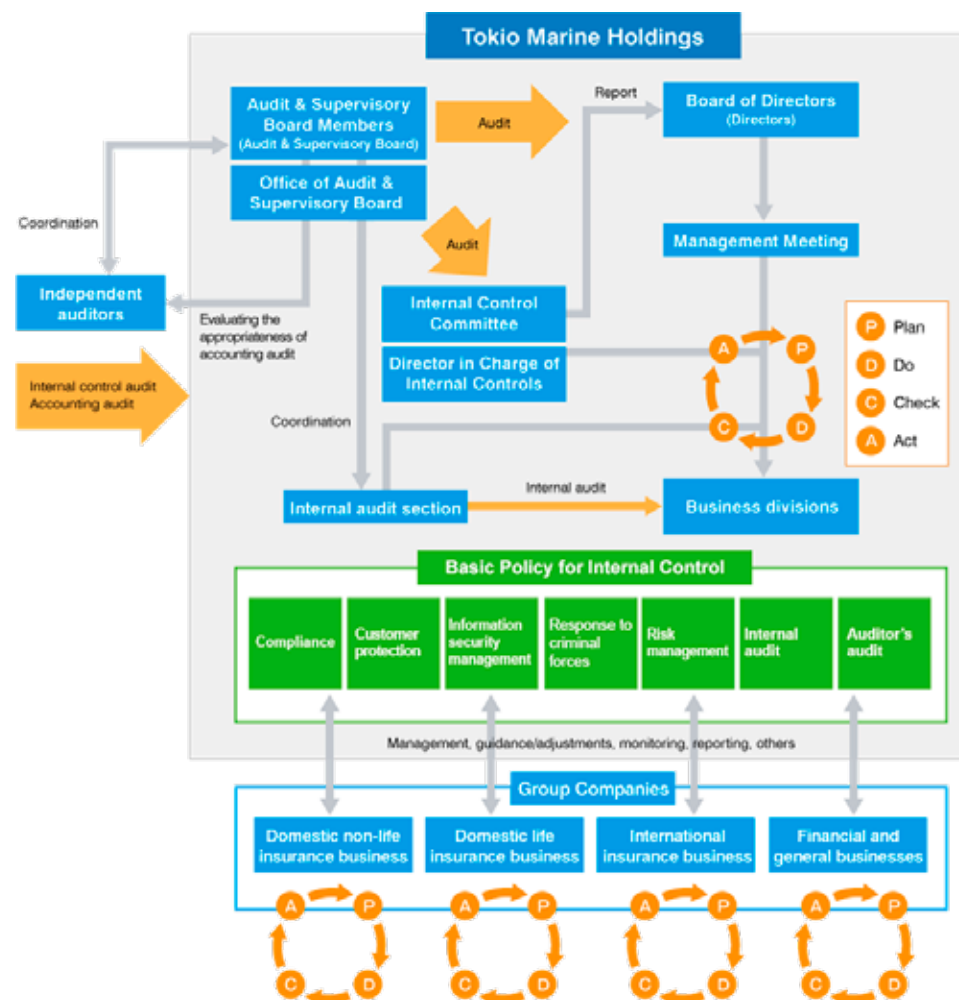 Tokio Marine Holdings
Audit & Supervisory
Board Members
(Audit & Supervisory Board)
Audit
Report
Board of Directors
(Directors)
Office of Audit &
Supervisory Board
Coordination
Audit
Management Meeting
Independent
auditors
Evaluating the
appropriateness of
accounting audit
Internal Control
Committee
Director in Charge of
Internal Controls
A
P
C
D
P Plan
D Do
C Check
A Act
Internal control audit
Accounting audit
Coordination
Internal audit section
Internal audit
Business divisions
Basic Policy for Internal Control
Compliance
Customer
protection
Information
security
management
Response to
criminal
forces
Risk
management
Internal
audit
Auditor's
audit
Management, guidance/adjustments, monitoring, reporting, others
Group Companies
Domestic non-life
insurance business
Domestic life
insurance business
International
insurance business
Financial and
general businesses
A P A P A P A P
C D C D C D C D